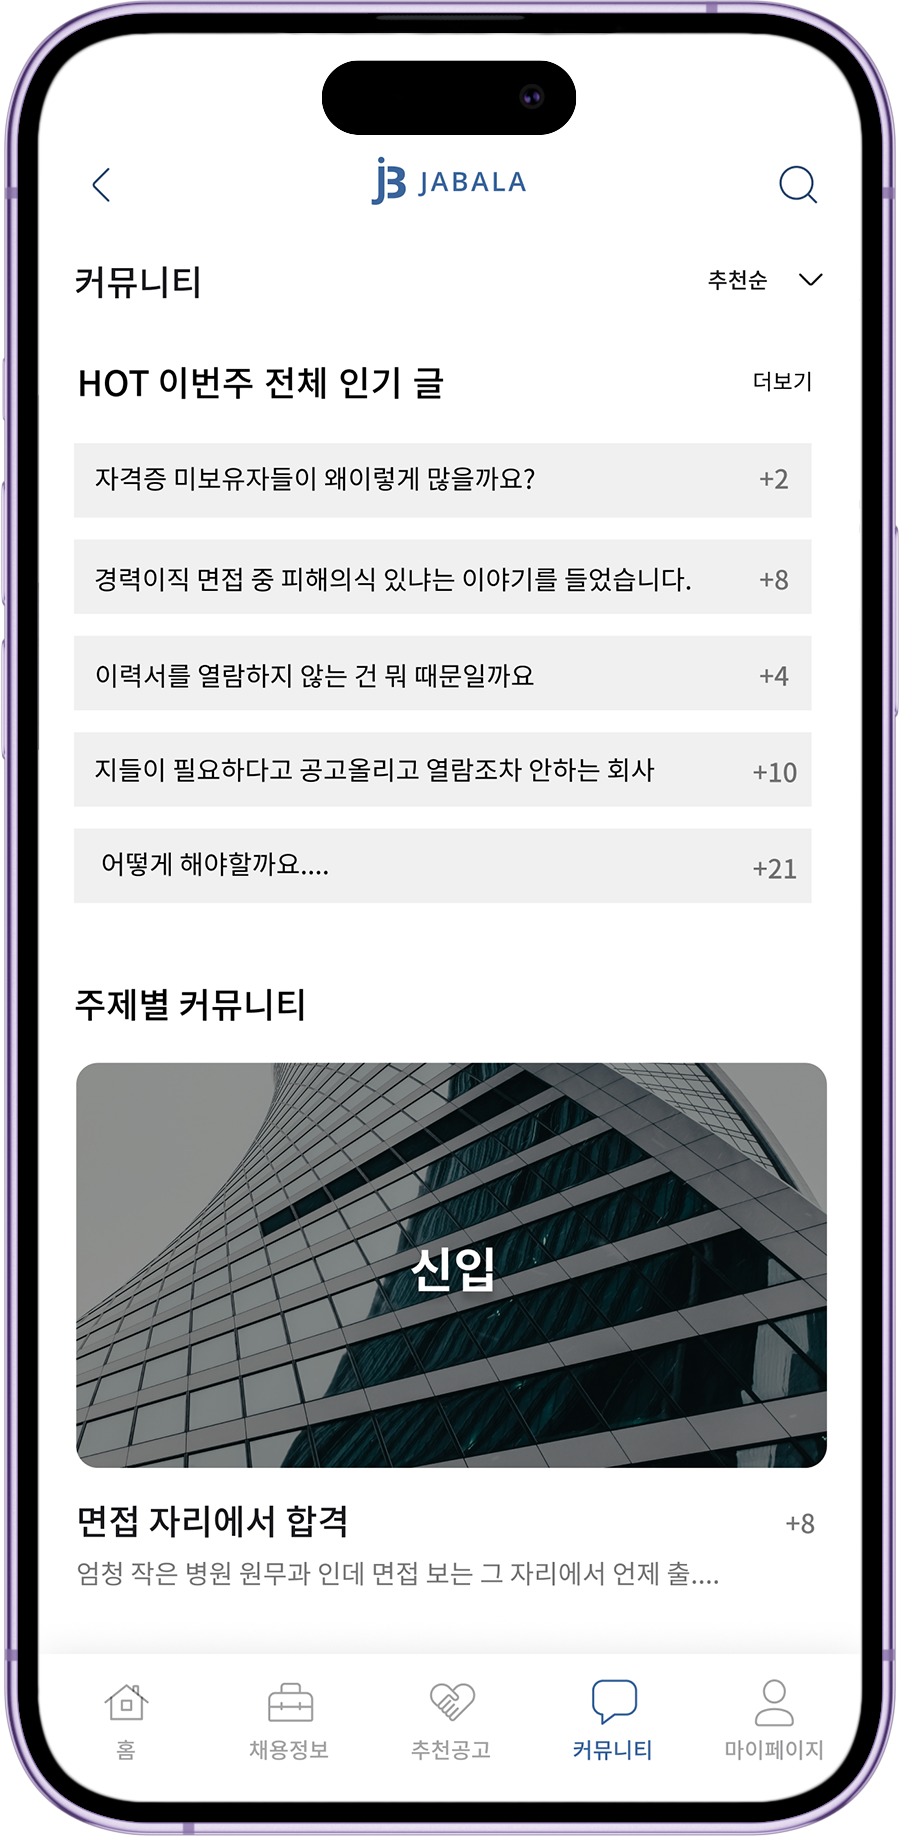 JB JABALA
커뮤니티
추천순
HOT 이번주 전체 인기 글
더보기
자격증 미보유자들이 왜이렇게 많을까요?
+2
경력이직 면접 중 피해의식 있냐는 이야기를 들었습니다.
+8
이력서를 열람하지 않는 건 뭐 때문일까요
+4
지들이 필요하다고 공고올리고 열람조차 안하는 회사
+10
어떻게 해야할까요....
+21
주제별 커뮤니티
신입
면접 자리에서 합격
+8
엄청 작은 병원 원무과 인데 면접 보는 그 자리에서 언제 출....
홈
채용정보
추천공고
커뮤니티
마이페이지